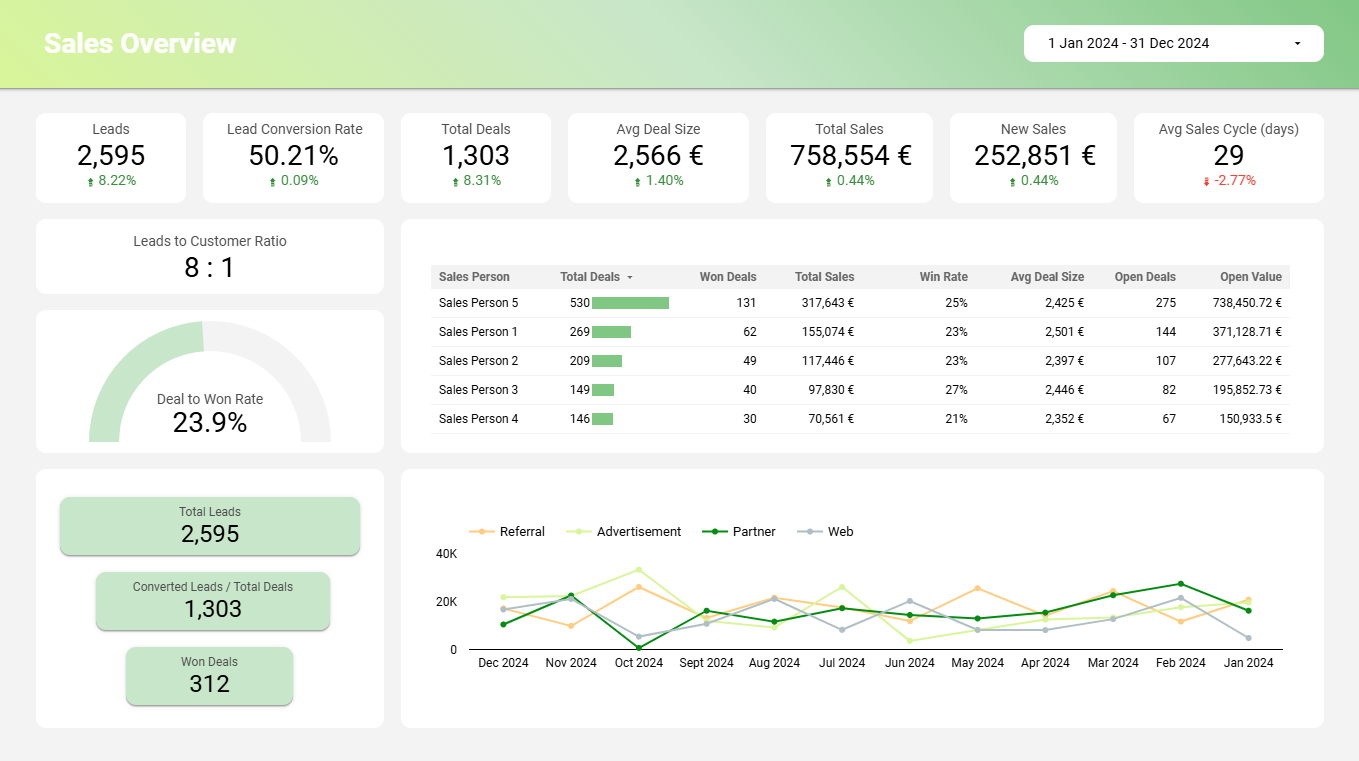 Sales Overview
1 Jan 2024 - 31 Dec 2024
Leads
2,595
8.22%
Lead Conversion Rate
50.21%
0.09%
Total Deals
1,303
8.31%
Avg Deal Size
2,566 €
1.40%
Total Sales
758,554 €
0.44%
New Sales
252,851 €
0.44%
Avg Sales Cycle (days)
29
-2.77%
Leads to Customer Ratio
8 : 1
Deal to Won Rate
23.9%
Sales Person Total Deals Won Deals Total Sales Win Rate Avg Deal Size Open Deals Open Value
Sales Person 5 530 131 317,643 € 25% 2,425 € 275 738,450.72 €
Sales Person 1 269 62 155,074 € 23% 2,501 € 144 371,128.71 €
Sales Person 2 209 49 117,446 € 23% 2,397 € 107 277,643.22 €
Sales Person 3 149 40 97,830 € 27% 2,446 € 82 195,852.73 €
Sales Person 4 146 30 70,561 € 21% 2,352 € 67 150,933.5 €
Total Leads
2,595
Converted Leads / Total Deals
1,303
Won Deals
312
Referral Advertisement Partner Web
40K
20K
0
Dec 2024 Nov 2024 Oct 2024 Sept 2024 Aug 2024 Jul 2024 Jun 2024 May 2024 Apr 2024 Mar 2024 Feb 2024 Jan 2024